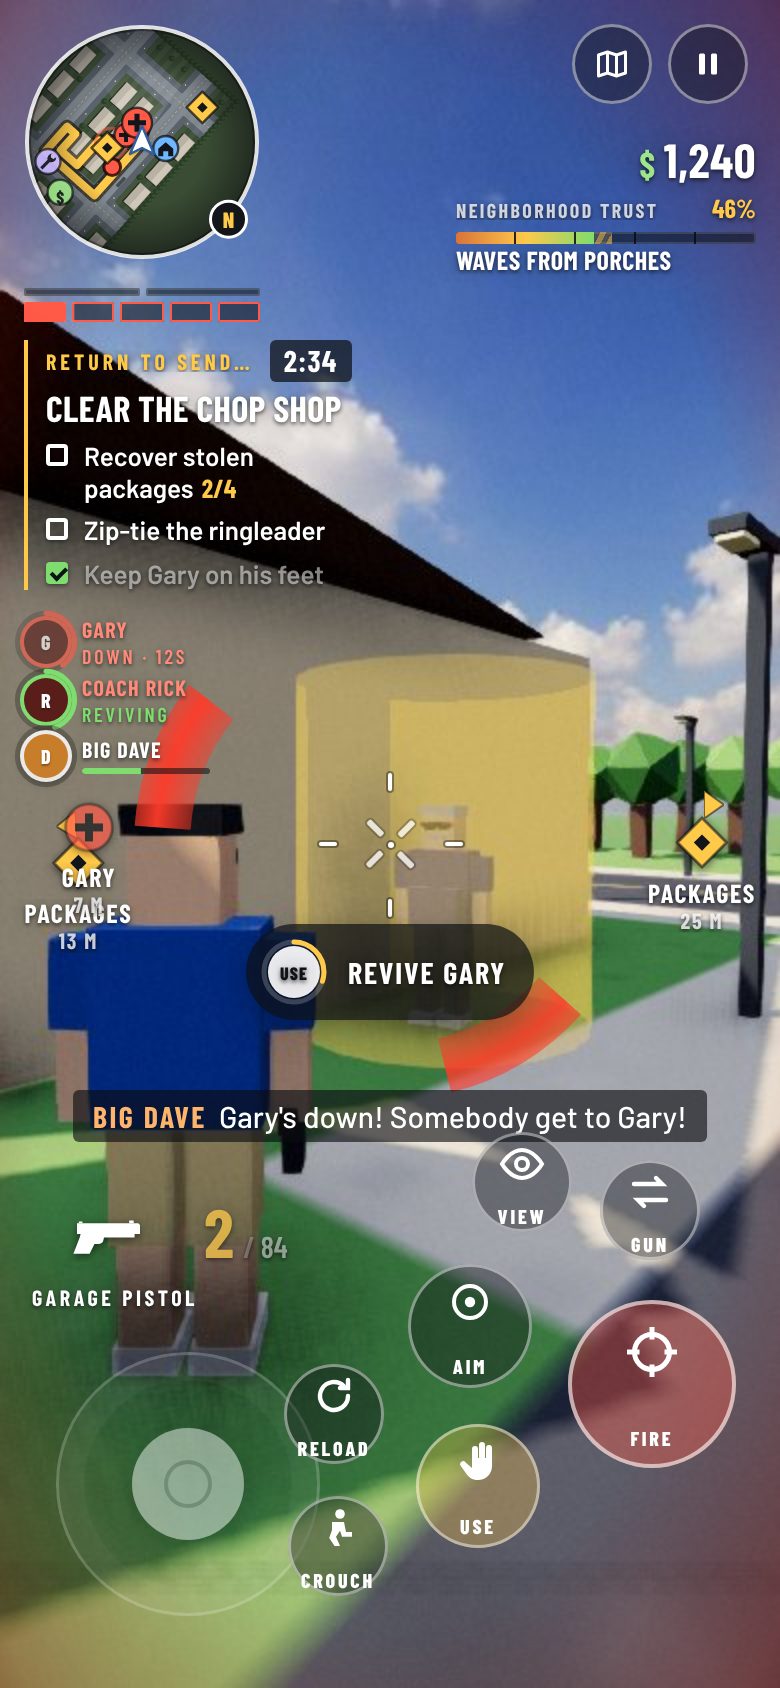 $ 1,240
NEIGHBORHOOD TRUST 46%
WAVES FROM PORCHES
$
N
RETURN TO SEND… 2:34
CLEAR THE CHOP SHOP
Recover stolen
packages 2/4
Zip-tie the ringleader
Keep Gary on his feet
G GARY
DOWN · 12S
R COACH RICK
REVIVING
D BIG DAVE
GARY
7 M
PACKAGES
13 M
PACKAGES
25 M
USE REVIVE GARY
BIG DAVE Gary's down! Somebody get to Gary!
VIEW
GUN
2 / 84
GARAGE PISTOL
AIM
FIRE
RELOAD
USE
CROUCH